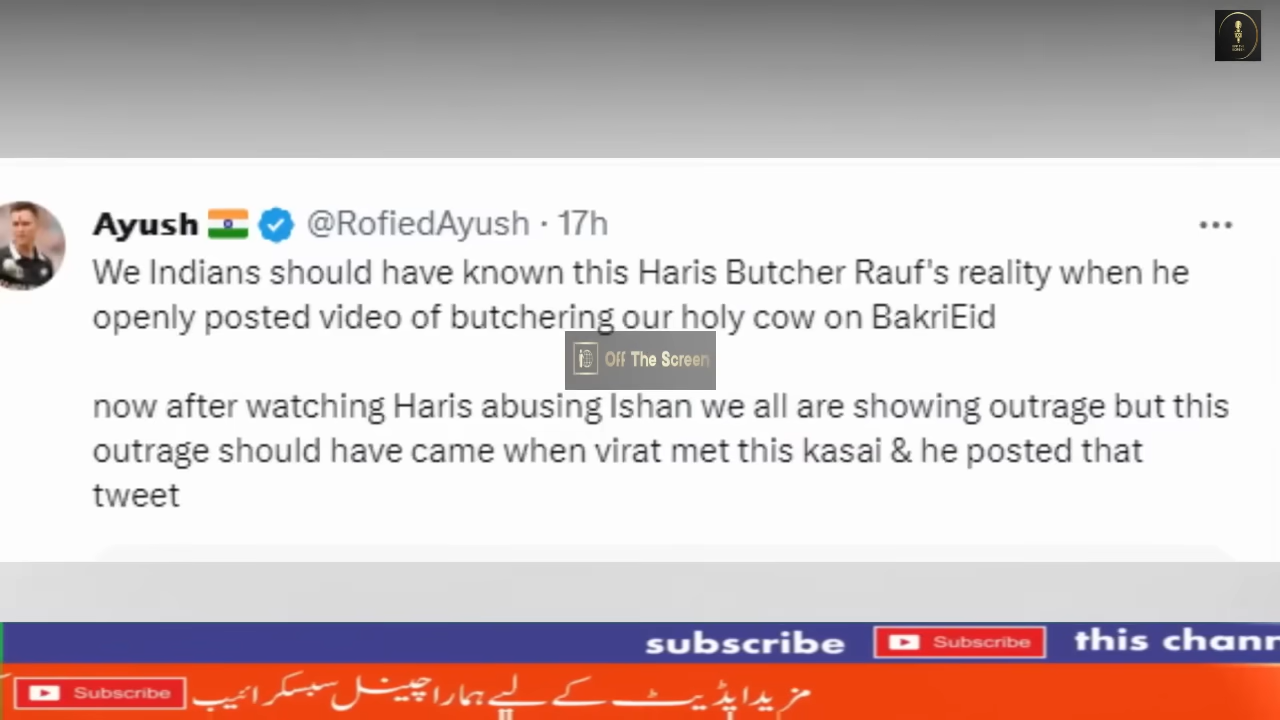 Ayush @RofiedAyush · 17h
We Indians should have known this Haris Butcher Rauf's reality when he
openly posted video of butchering our holy cow on BakriEid
Off The Screen
now after watching Haris abusing Ishan we all are showing outrage but this
outrage should have came when virat met this kasai & he posted that
tweet
subscribe Subscribe this chann
Subscribe مزید اپڈیٹ کے لیے ہمارا چینل سبسکرائیب